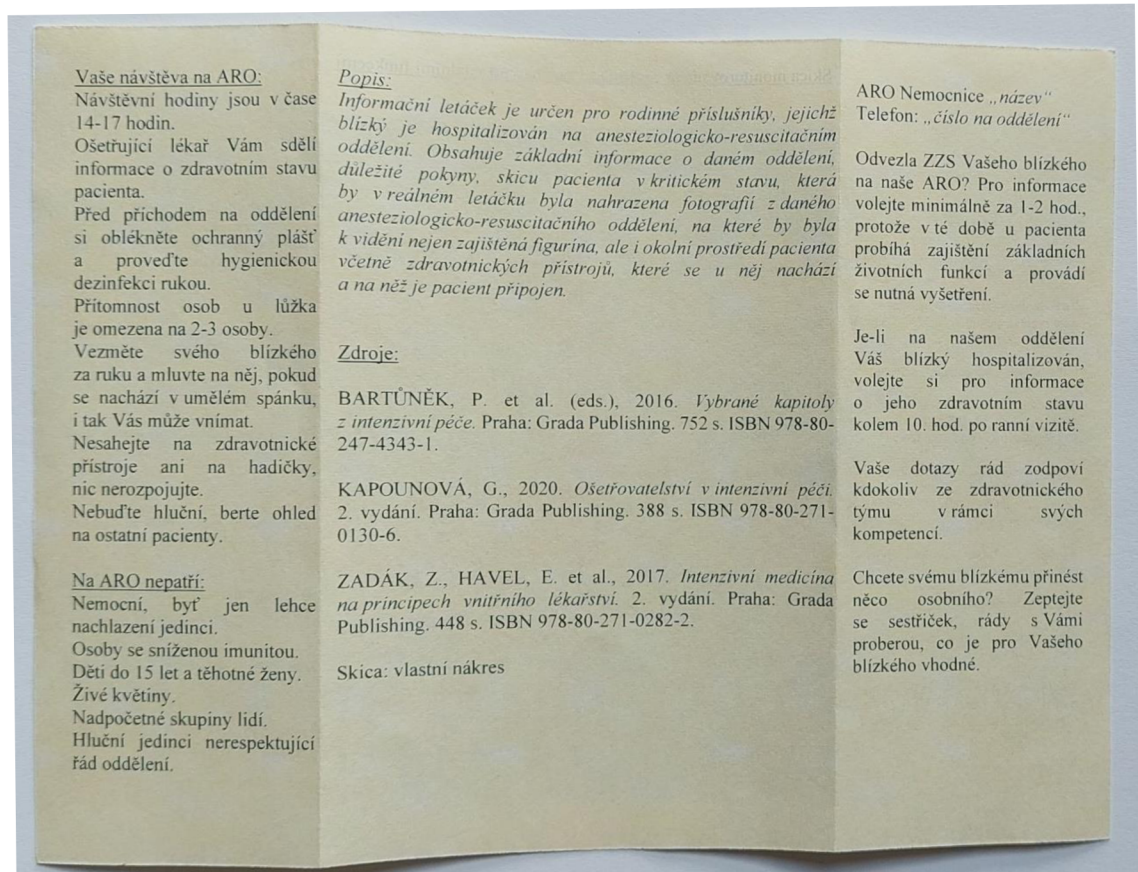 Vaše návštěva na ARO:
Návštěvní hodiny jsou v čase
14-17 hodin.
Ošetřující lékař Vám sdělí
informace o zdravotním stavu
pacienta.
Před příchodem na oddělení
si oblékněte ochranný plášť
a proveďte hygienickou
dezinfekci rukou.
Přítomnost osob u lůžka
je omezena na 2-3 osoby.
Vezměte svého blízkého
za ruku a mluvte na něj, pokud
se nachází v umělém spánku,
i tak Vás může vnímat.
Nesahejte na zdravotnické
přístroje ani na hadičky,
nic nerozpojujte.
Nebuďte hluční, berte ohled
na ostatní pacienty.
Na ARO nepatří:
Nemocní, byť jen lehce
nachlazení jedinci.
Osoby se sníženou imunitou.
Děti do 15 let a těhotné ženy.
Živé květiny.
Nadpočetné skupiny lidí.
Hluční jedinci nerespektující
řád oddělení.
Popis:
Informační letáček je určen pro rodinné příslušníky, jejichž
blízký je hospitalizován na anesteziologicko-resuscitačním
oddělení. Obsahuje základní informace o daném oddělení,
důležité pokyny, skicu pacienta v kritickém stavu, která
by v reálném letáčku byla nahrazena fotografií z daného
anesteziologicko-resuscitačního oddělení, na které by byla
k vidění nejen zajištěná figurína, ale i okolní prostředí pacienta
včetně zdravotnických přístrojů, které se u něj nachází
a na něž je pacient připojen.
Zdroje:
BARTŮNĚK, P. et al. (eds.), 2016. Vybrané kapitoly
z intenzivní péče. Praha: Grada Publishing. 752 s. ISBN 978-80-
247-4343-1.
KAPOUNOVÁ, G., 2020. Ošetřovatelství v intenzivní péči.
2. vydání. Praha: Grada Publishing. 388 s. ISBN 978-80-271-
0130-6.
ZADÁK, Z., HAVEL, E. et al., 2017. Intenzivní medicína
na principech vnitřního lékařství. 2. vydání. Praha: Grada
Publishing. 448 s. ISBN 978-80-271-0282-2.
Skica: vlastní nákres
ARO Nemocnice „název“
Telefon: „číslo na oddělení“
Odvezla ZZS Vašeho blízkého
na naše ARO? Pro informace
volejte minimálně za 1-2 hod.,
protože v té době u pacienta
probíhá zajištění základních
životních funkcí a provádí
se nutná vyšetření.
Je-li na našem oddělení
Váš blízký hospitalizován,
volejte si pro informace
o jeho zdravotním stavu
kolem 10. hod. po ranní vizitě.
Vaše dotazy rád zodpoví
kdokoliv ze zdravotnického
týmu v rámci svých
kompetencí.
Chcete svému blízkému přinést
něco osobního? Zeptejte
se sestřiček, rády s Vámi
proberou, co je pro Vašeho
blízkého vhodné.